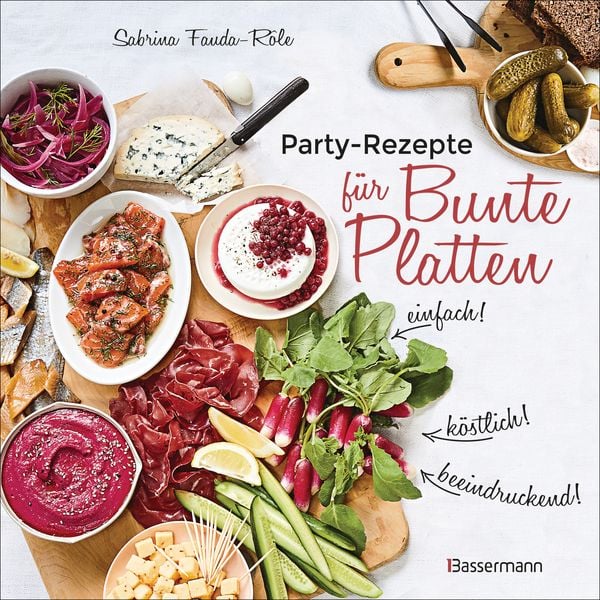 Sabrina Fauda-Rôle
Party-Rezepte
für Bunte
Platten
einfach!
köstlich!
beeindruckend!
Bassermann